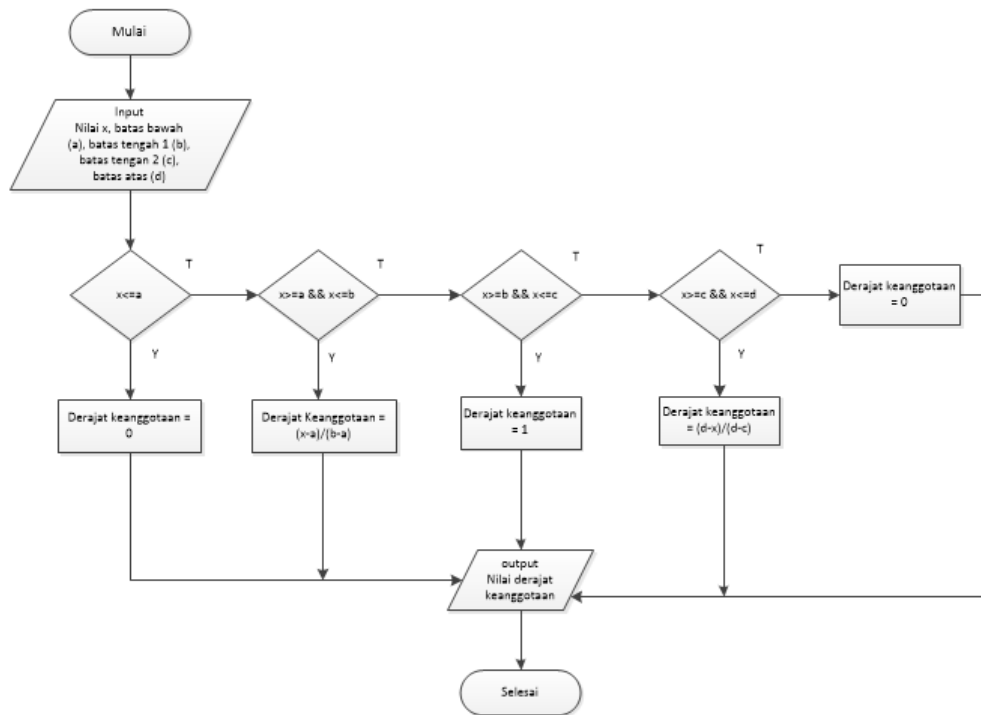 Mulai
Input
Nilai x, batas bawah
(a), batas tengah 1 (b),
batas tengan 2 (c),
batas atas (d)
T
T
T
T
x<=a
x>=a && x<=b
x>=b && x<=c
x>=c && x<=d
Derajat keanggotaan
= 0
Y
Y
Y
Y
Derajat keanggotaan =
0
Derajat Keanggotaan =
(x-a)/(b-a)
Derajat keanggotaan
= 1
Derajat keanggotaan
= (d-x)/(d-c)
output
Nilai derajat
keanggotaan
Selesai